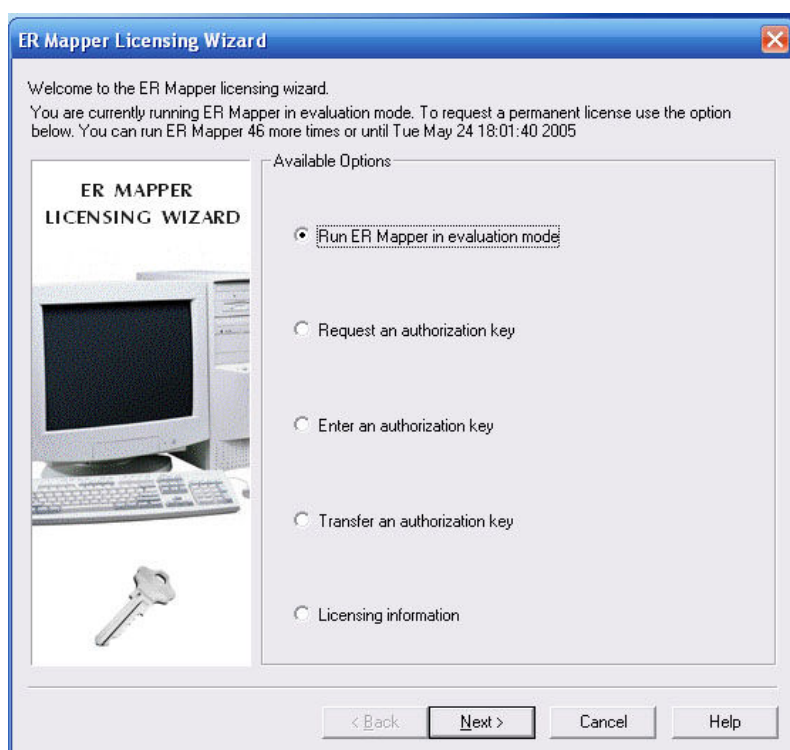 ER Mapper Licensing Wizard
Welcome to the ER Mapper licensing wizard.
You are currently running ER Mapper in evaluation mode. To request a permanent license use the option
below. You can run ER Mapper 46 more times or until Tue May 24 18:01:40 2005
Available Options
ER MAPPER
LICENSING WIZARD
Run ER Mapper in evaluation mode
Request an authorization key
Enter an authorization key
Transfer an authorization key
Licensing information
< Back
Next >
Cancel
Help